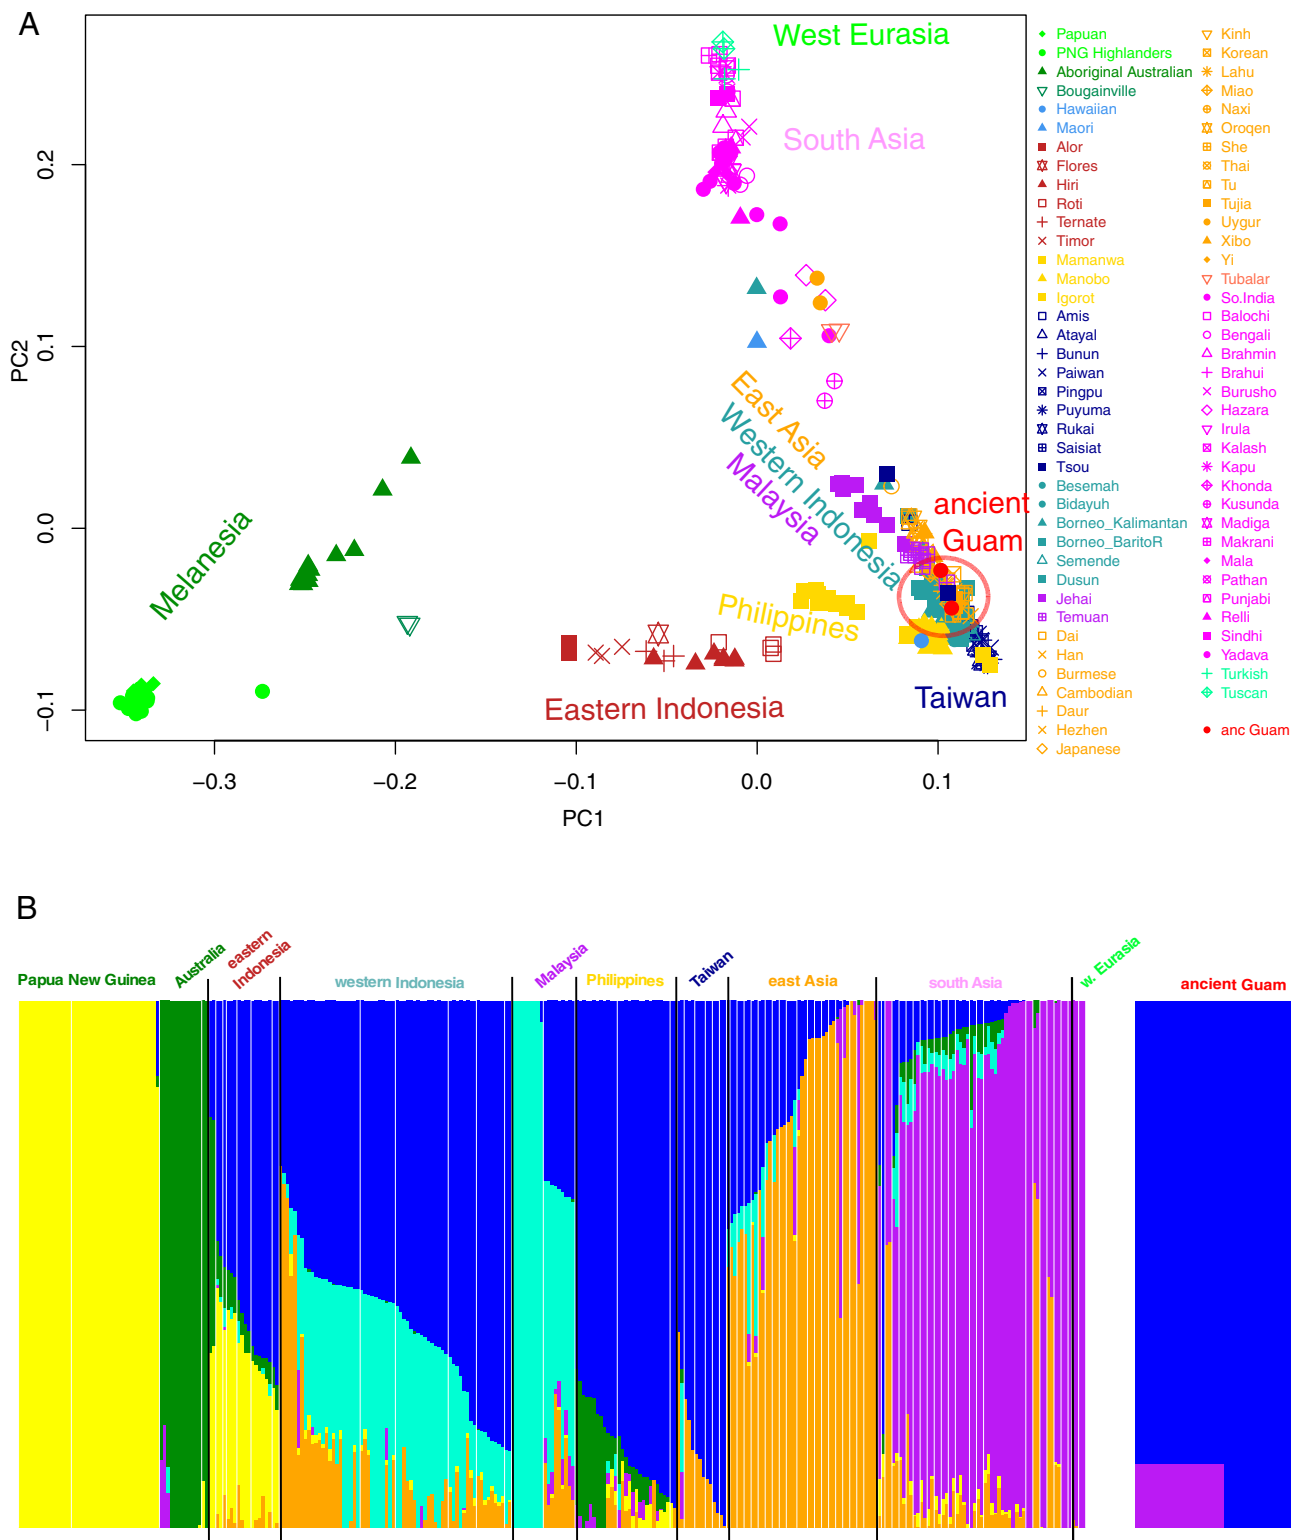 A
West Eurasia
South Asia
East Asia
Western Indonesia
Malaysia
ancient
Guam
Melanesia
Philippines
Eastern Indonesia
Taiwan
PC2
0.2
0.1
0.0
−0.1
−0.3
−0.2
−0.1
0.0
0.1
PC1
Papuan
PNG Highlanders
Aboriginal Australian
Bougainville
Hawaiian
Maori
Alor
Flores
Hiri
Roti
Ternate
Timor
Mamanwa
Manobo
Igorot
Amis
Atayal
Bunun
Paiwan
Pingpu
Puyuma
Rukai
Saisiat
Tsou
Besemah
Bidayuh
Borneo_Kalimantan
Borneo_BaritoR
Semende
Dusun
Jehai
Temuan
Dai
Han
Burmese
Cambodian
Daur
Hezhen
Japanese
Kinh
Korean
Lahu
Miao
Naxi
Oroqen
She
Thai
Tu
Tujia
Uygur
Xibo
Yi
Tubalar
So.India
Balochi
Bengali
Brahmin
Brahui
Burusho
Hazara
Irula
Kalash
Kapu
Khonda
Kusunda
Madiga
Makrani
Mala
Pathan
Punjabi
Relli
Sindhi
Yadava
Turkish
Tuscan
anc Guam
B
Papua New Guinea
Australia
eastern
Indonesia
western Indonesia
Malaysia
Philippines
Taiwan
east Asia
south Asia
w. Eurasia
ancient Guam